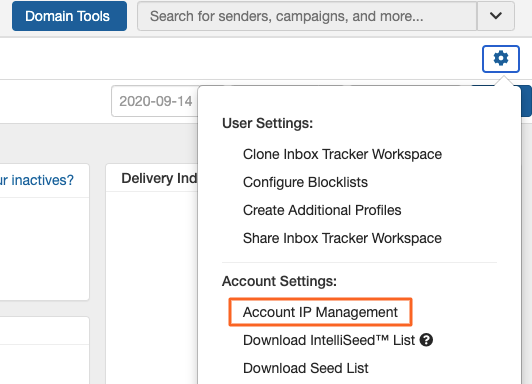 Domain Tools
Search for senders, campaigns, and more...
2020-09-14
User Settings:
ur inactives?
Clone Inbox Tracker Workspace
Delivery Ind
Configure Blocklists
Create Additional Profiles
Share Inbox Tracker Workspace
Account Settings:
Account IP Management
Download IntelliSeed™ List ?
Download Seed List